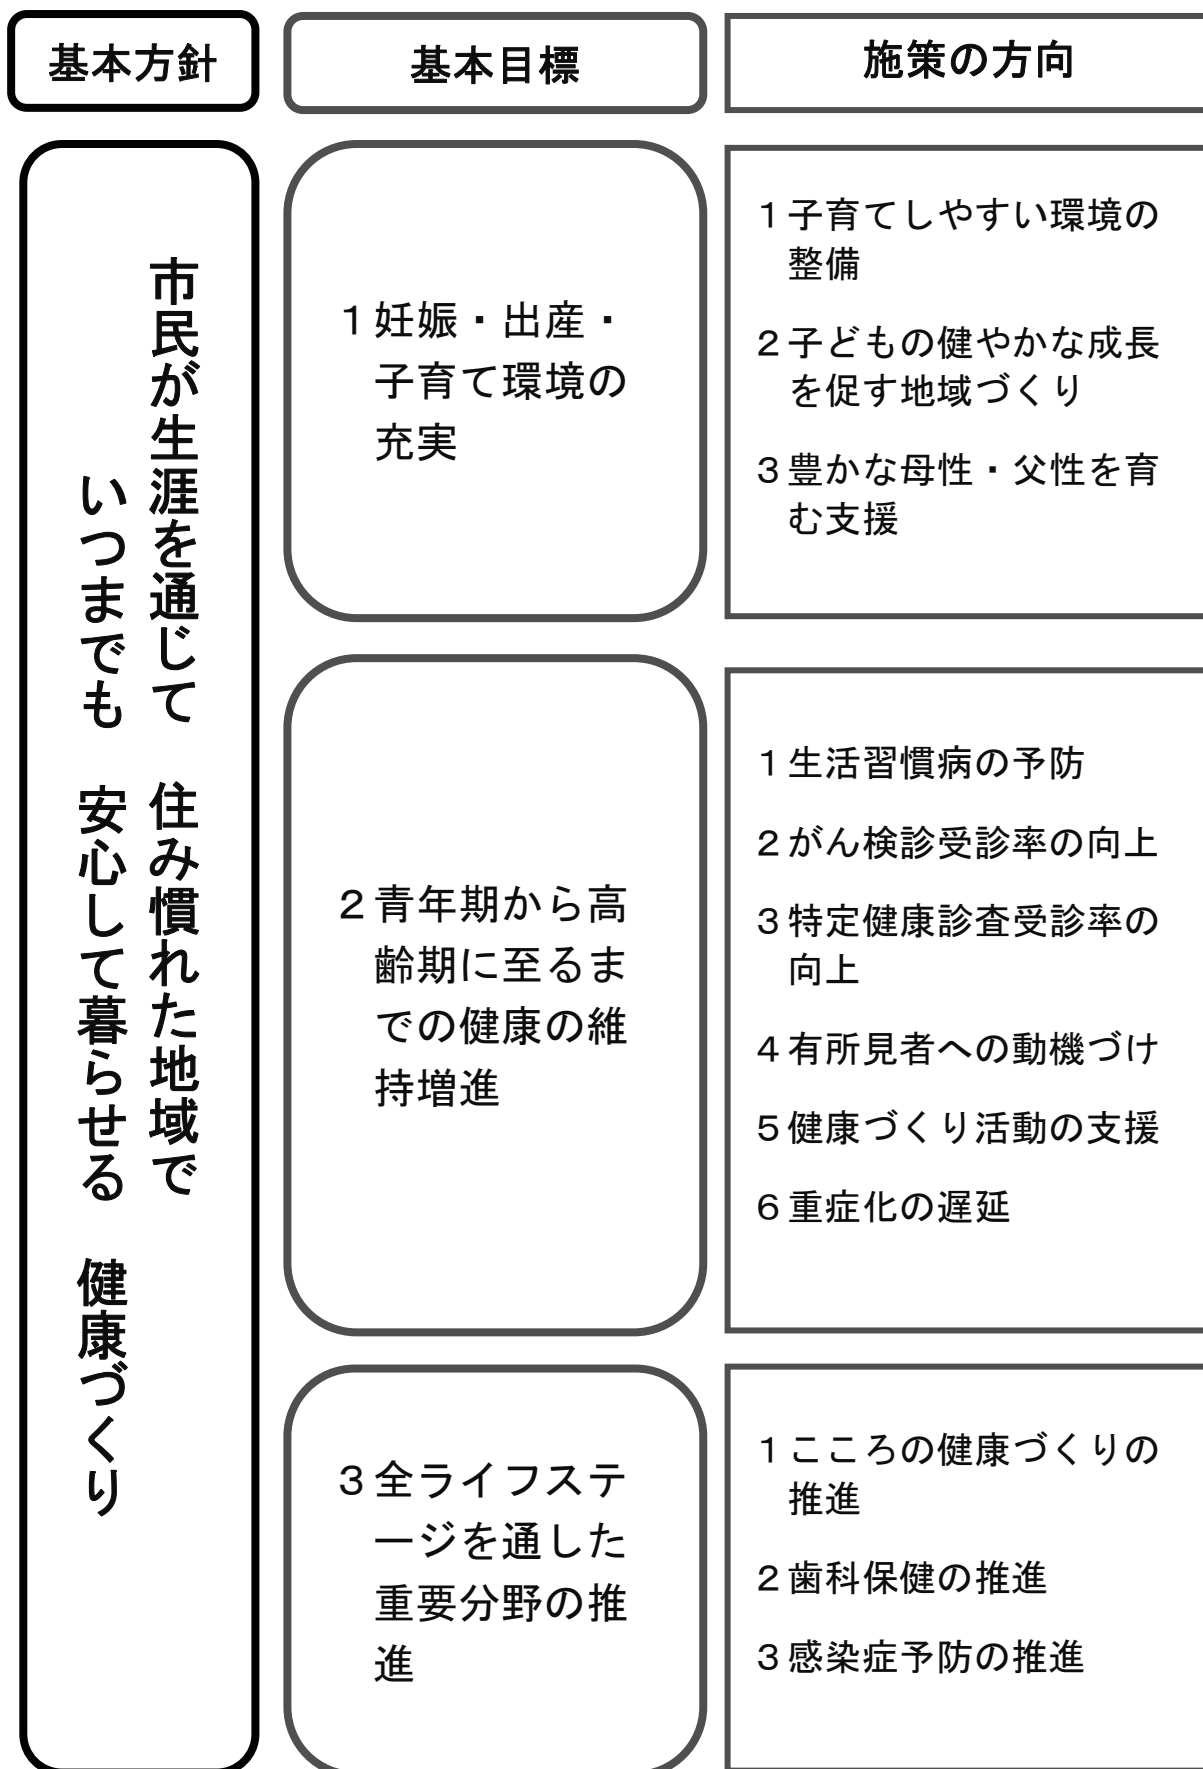 基本方針
基本目標
施策の方向
市民が生涯を通じて 住み慣れた地域で
いつまでも 安心して暮らせる 健康づくり
1 妊娠・出産・
子育て環境の
充実
1 子育てしやすい環境の
整備
2 子どもの健やかな成長
を促す地域づくり
3 豊かな母性・父性を育
む支援
2 青年期から高
齢期に至るま
での健康の維
持増進
1 生活習慣病の予防
2 がん検診受診率の向上
3 特定健康診査受診率の
向上
4 有所見者への動機づけ
5 健康づくり活動の支援
6 重症化の遅延
3 全ライフステ
ージを通した
重要分野の推
進
1 こころの健康づくりの
推進
2 歯科保健の推進
3 感染症予防の推進